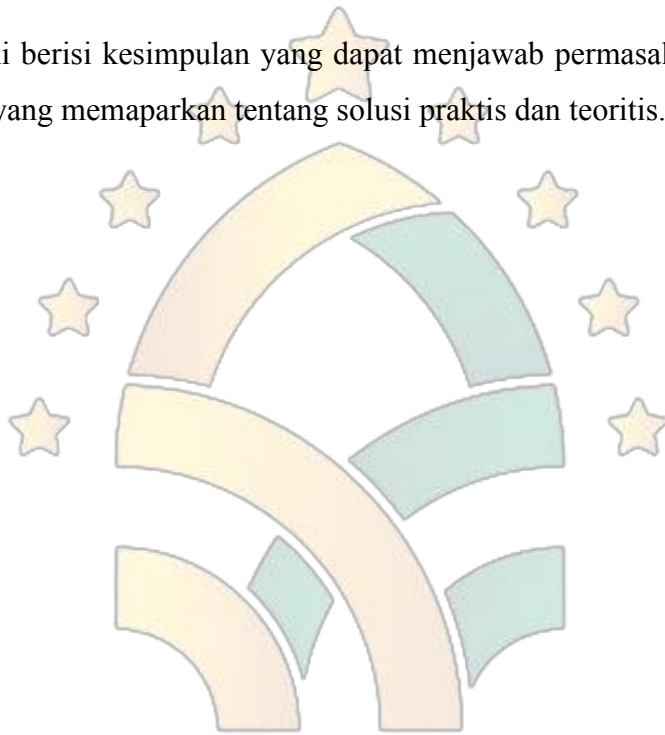 berisi kesimpulan yang dapat menjawab permasal
yang memaparkan tentang solusi praktis dan teoritis.